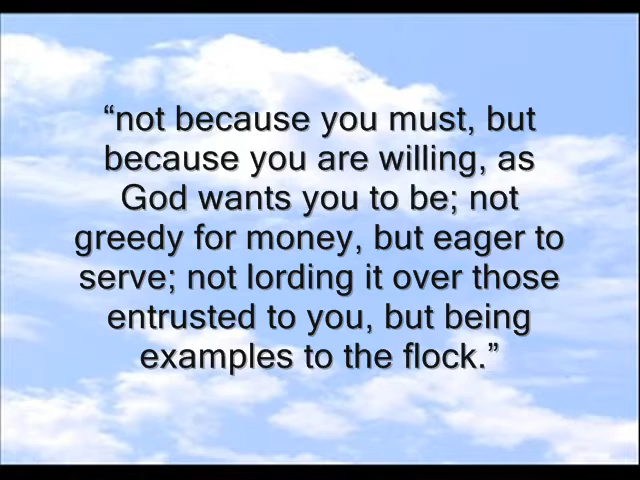 “not because you must, but
because you are willing, as
God wants you to be; not
greedy for money, but eager to
serve; not lording it over those
entrusted to you, but being
examples to the flock.”